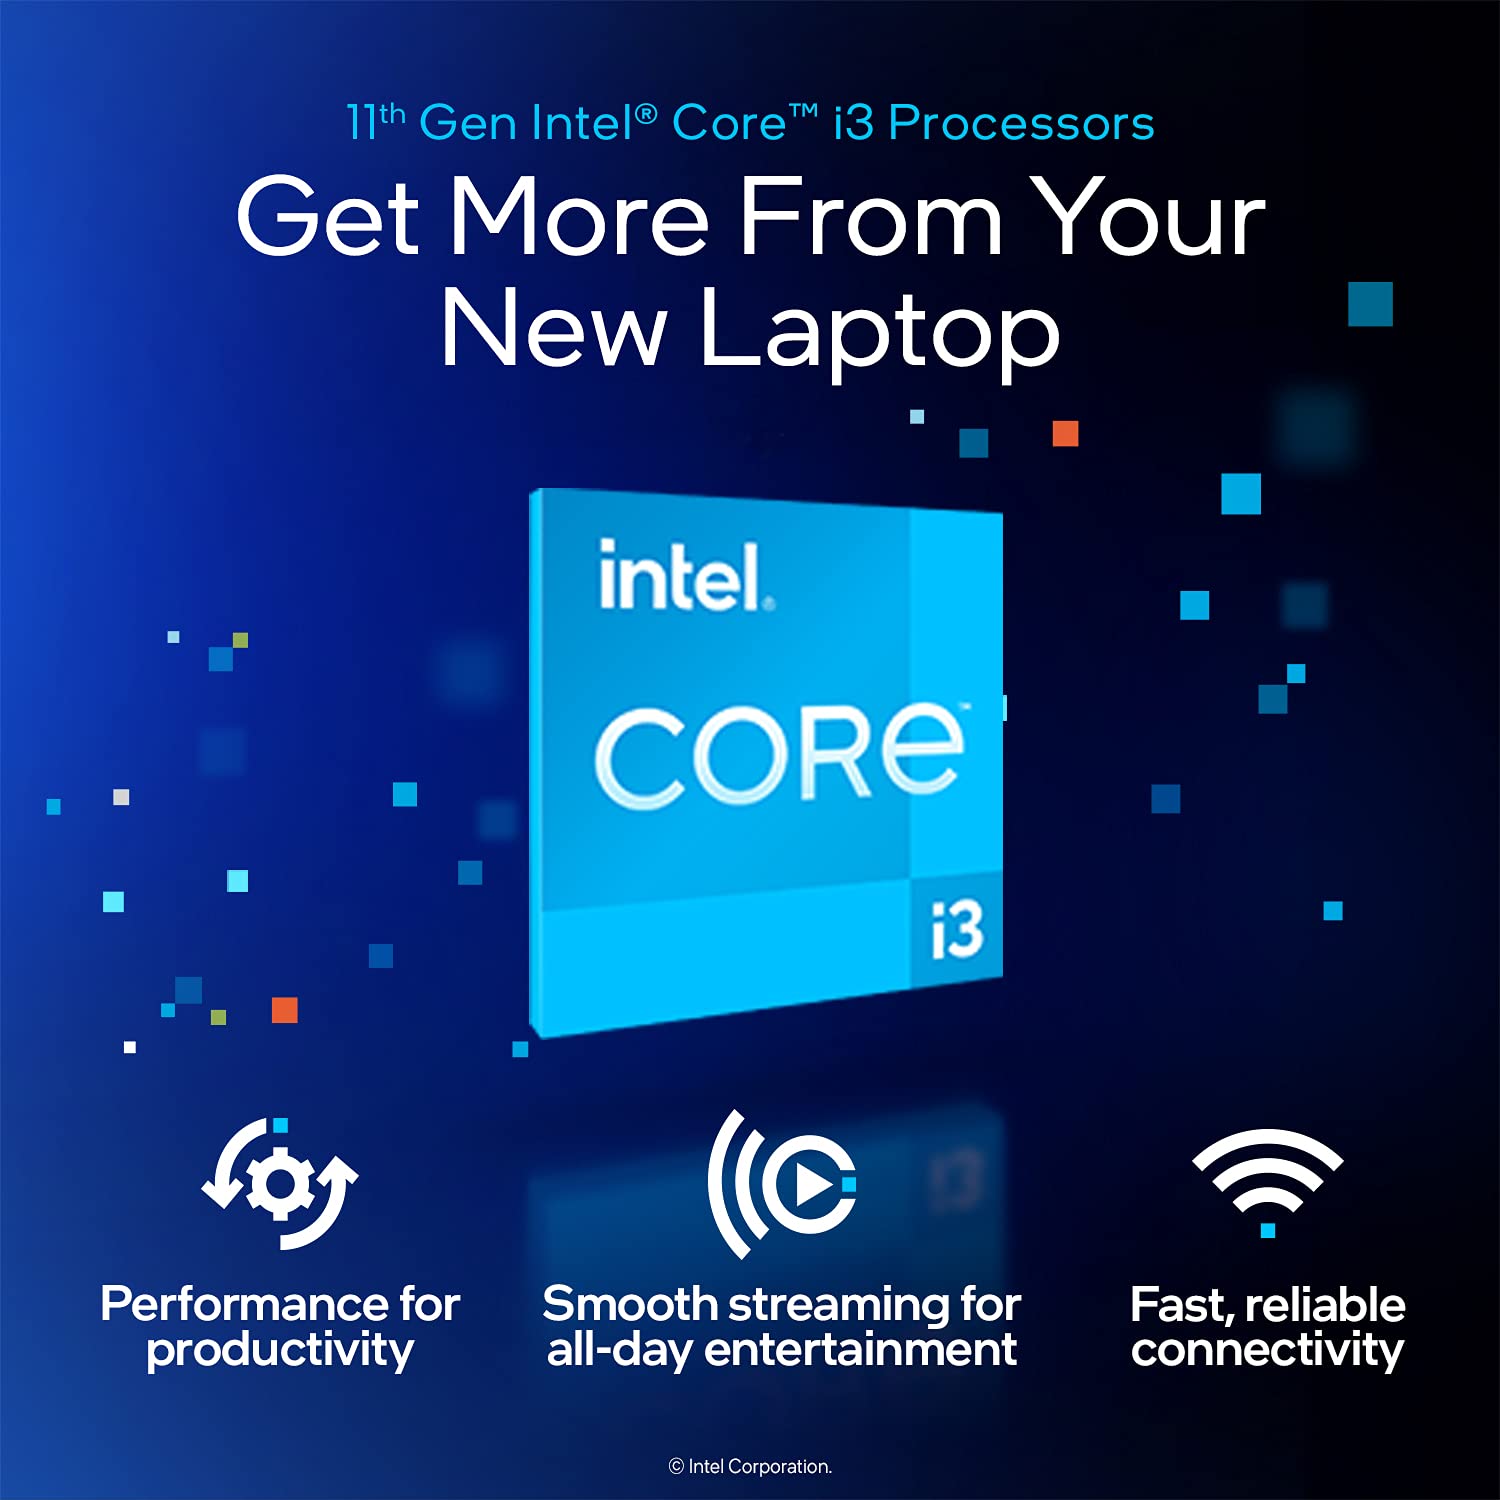 11th Gen Intel® Core™ i3 Processors
Get More From Your
New Laptop
intel®
CORe™
i3
Performance for
productivity
Smooth streaming for
all-day entertainment
Fast, reliable
connectivity
© Intel Corporation.